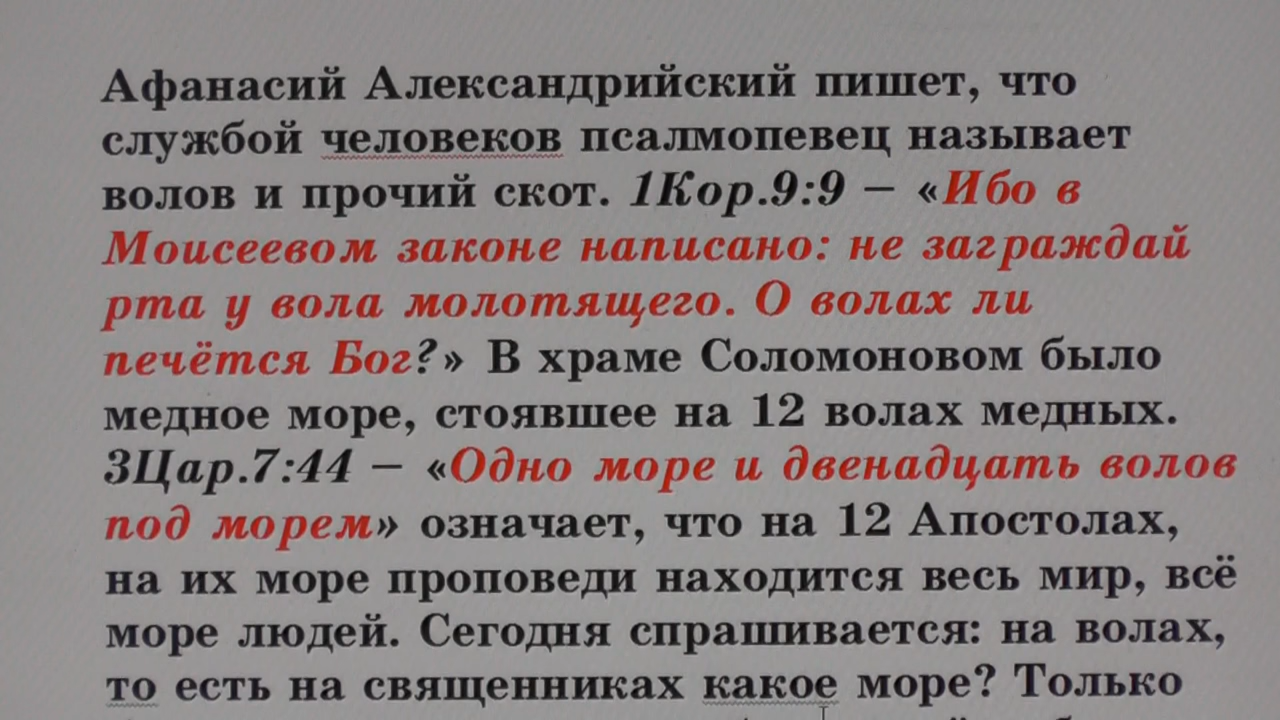 Афанасий Александрийский пишет, что
службой человеков псалмопевец называет
волов и прочий скот. 1Кор.9:9 – «Ибо в
Моисеевом законе написано: не заграждай
рта у вола молотящего. О волах ли
печётся Бог?» В храме Соломоновом было
медное море, стоявшее на 12 волах медных.
3Цар.7:44 – «Одно море и двенадцать волов
под морем» означает, что на 12 Апостолах,
на их море проповеди находится весь мир, всё
море людей. Сегодня спрашивается: на волах,
то есть на священниках какое море? Только